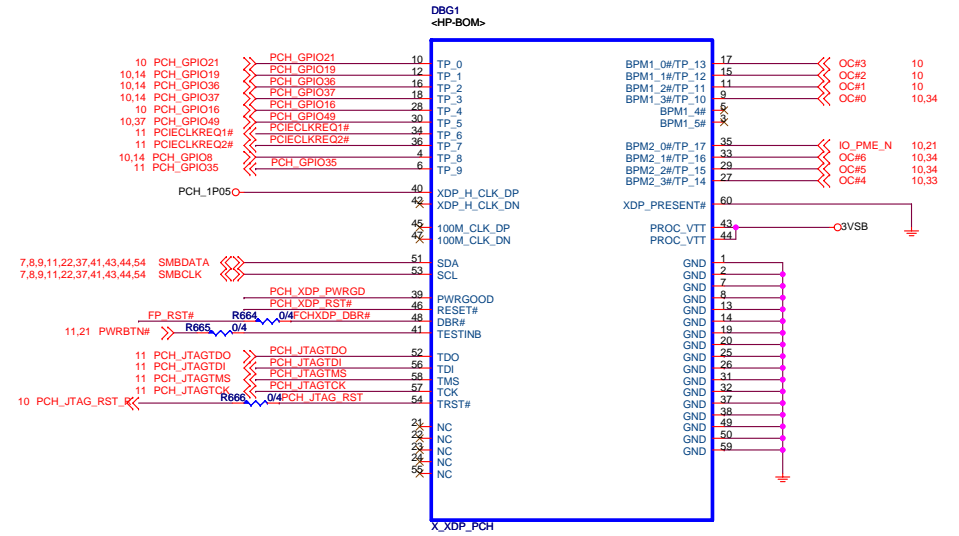 DBG1
<HP-BOM>
10 PCH_GPIO21 PCH_GPIO21 10 TP_0 BPM1_0#/TP_13 17 OC#3 10
10,14 PCH_GPIO19 PCH_GPIO19 12 TP_1 BPM1_1#/TP_12 15 OC#2 10
10,14 PCH_GPIO36 PCH_GPIO36 16 TP_2 BPM1_2#/TP_11 11 OC#1 10
10,14 PCH_GPIO37 PCH_GPIO37 18 TP_3 BPM1_3#/TP_10 9 OC#0 10,34
10 PCH_GPIO16 PCH_GPIO16 28 TP_4 BPM1_4# 5
10,37 PCH_GPIO49 PCH_GPIO49 30 TP_5 BPM1_5# 3
11 PCIECLKREQ1# PCIECLKREQ1# 34 TP_6
11 PCIECLKREQ2# PCIECLKREQ2# 36 TP_7 BPM2_0#/TP_17 35 IO_PME_N 10,21
10,14 PCH_GPIO8 4 TP_8 BPM2_1#/TP_16 33 OC#6 10,34
11 PCH_GPIO35 PCH_GPIO35 6 TP_9 BPM2_2#/TP_15 29 OC#5 10,34
BPM2_3#/TP_14 27 OC#4 10,33
PCH_1P05 40 XDP_H_CLK_DP
42 XDP_H_CLK_DN XDP_PRESENT# 60
45 100M_CLK_DP PROC_VTT 43 3VSB
47 100M_CLK_DN PROC_VTT 44
7,8,9,11,22,37,41,43,44,54 SMBDATA 51 SDA GND 1
7,8,9,11,22,37,41,43,44,54 SMBCLK 53 SCL GND 2
GND 7
PCH_XDP_PWRGD 39 PWRGOOD GND 8
PCH_XDP_RST# 46 RESET# GND 13
FP_RST# R664 0/4 FCHXDP_DBR# 48 DBR# GND 14
11,21 PWRBTN# R665 0/4 41 TESTINB GND 19
GND 20
11 PCH_JTAGTDO PCH_JTAGTDO 52 TDO GND 25
11 PCH_JTAGTDI PCH_JTAGTDI 56 TDI GND 26
11 PCH_JTAGTMS PCH_JTAGTMS 58 TMS GND 31
11 PCH_JTAGTCK PCH_JTAGTCK 57 TCK GND 32
10 PCH_JTAG_RST_R R666 0/4 PCH_JTAG_RST 54 TRST# GND 37
GND 38
21 NC GND 49
22 NC GND 50
23 NC GND 59
24 NC
55 NC
X_XDP_PCH